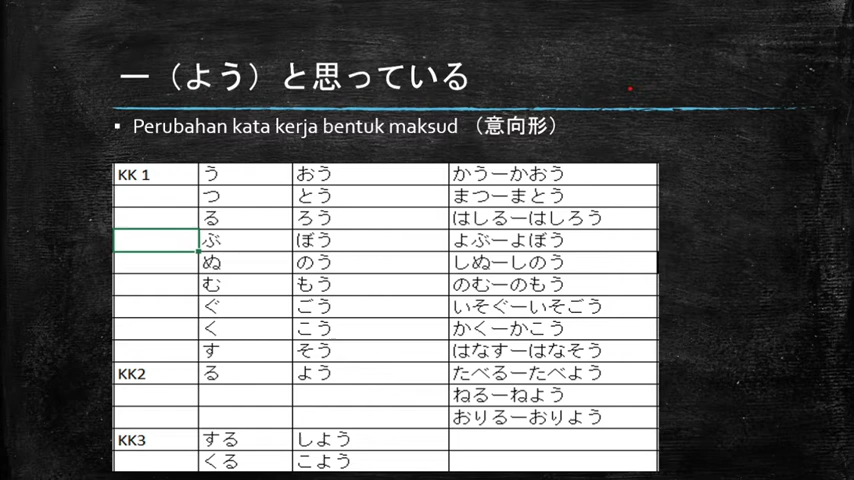 ー（よう）と思っている
▪ Perubahan kata kerja bentuk maksud （意向形）
KK 1 う おう かうーかおう
つ とう まつーまとう
る ろう はしるーはしろう
ぶ ぼう よぶーよぼう
ぬ のう しぬーしのう
む もう のむーのもう
ぐ ごう いそぐーいそごう
く こう かくーかこう
す そう はなすーはなそう
KK2 る よう たべるーたべよう
ねるーねよう
おりるーおりよう
KK3 する しよう
くる こよう